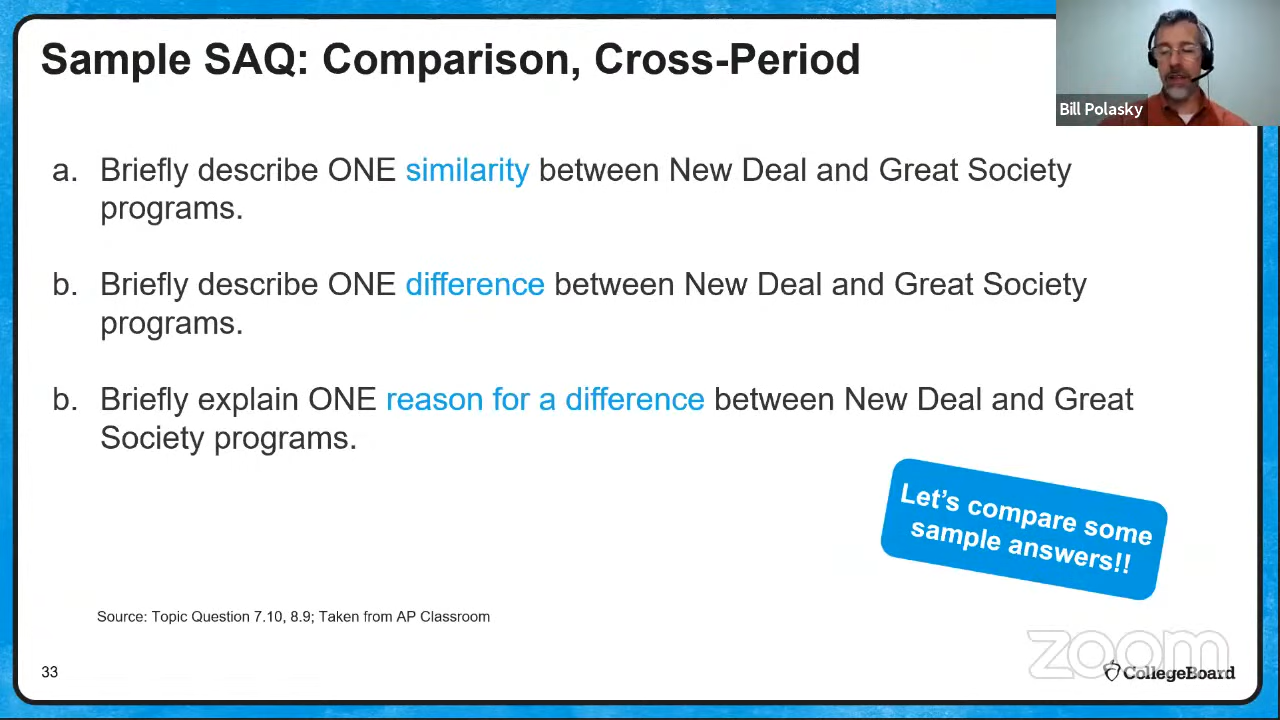 Sample SAQ: Comparison, Cross-Period
Bill Polasky
a. Briefly describe ONE similarity between New Deal and Great Society
programs.
b. Briefly describe ONE difference between New Deal and Great Society
programs.
b. Briefly explain ONE reason for a difference between New Deal and Great
Society programs.
Let's compare some
sample answers!!
Source: Topic Question 7.10, 8.9; Taken from AP Classroom
zoom
33
CollegeBoard